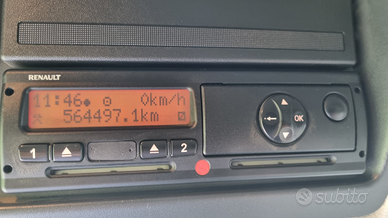 RENAULT
11:46 0km/h
564497.1km
OK
1 2
subito